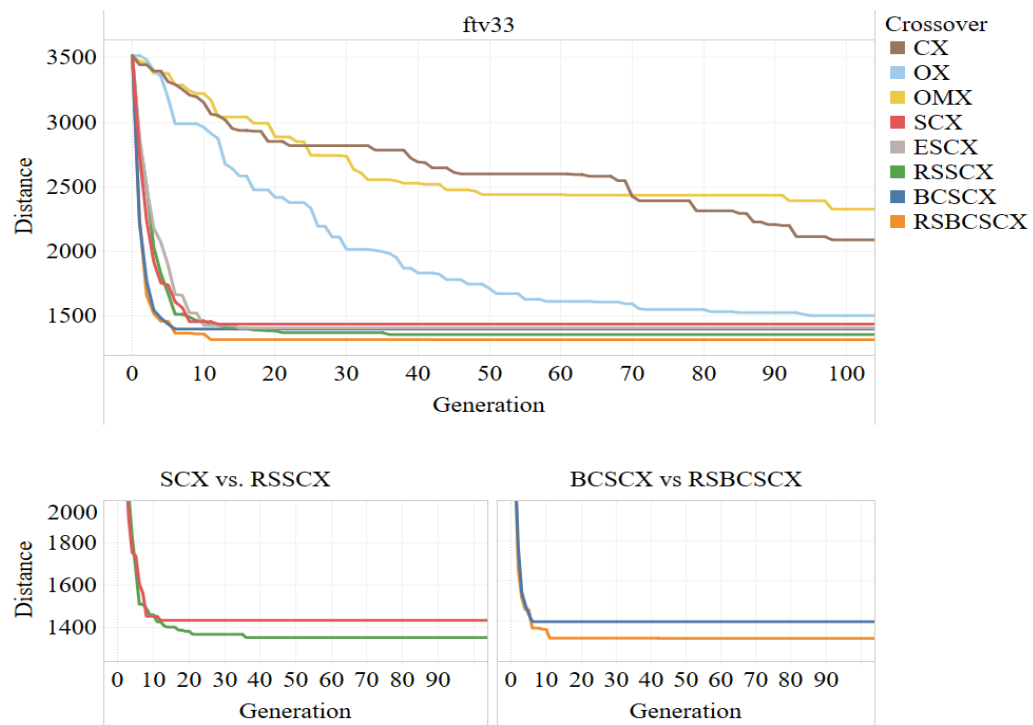 ftv33
Crossover
CX
OX
OMX
SCX
ESCX
RSSCX
BCSCX
RSBCSCX
Distance
3500
3000
2500
2000
1500
0 10 20 30 40 50 60 70 80 90 100
Generation
SCX vs. RSSCX
Distance
2000
1800
1600
1400
0 10 20 30 40 50 60 70 80 90
Generation
BCSCX vs RSBCSCX
0 10 20 30 40 50 60 70 80 90
Generation